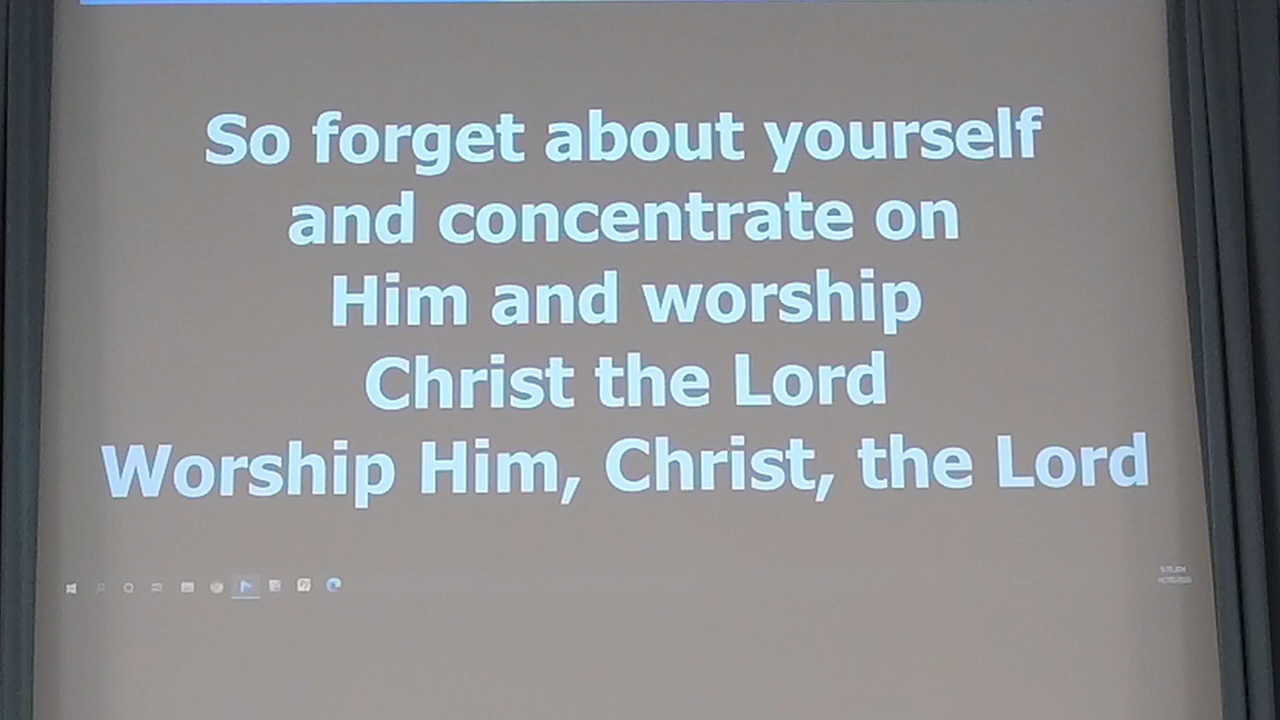 So forget about yourself
and concentrate on
Him and worship
Christ the Lord
Worship Him, Christ, the Lord